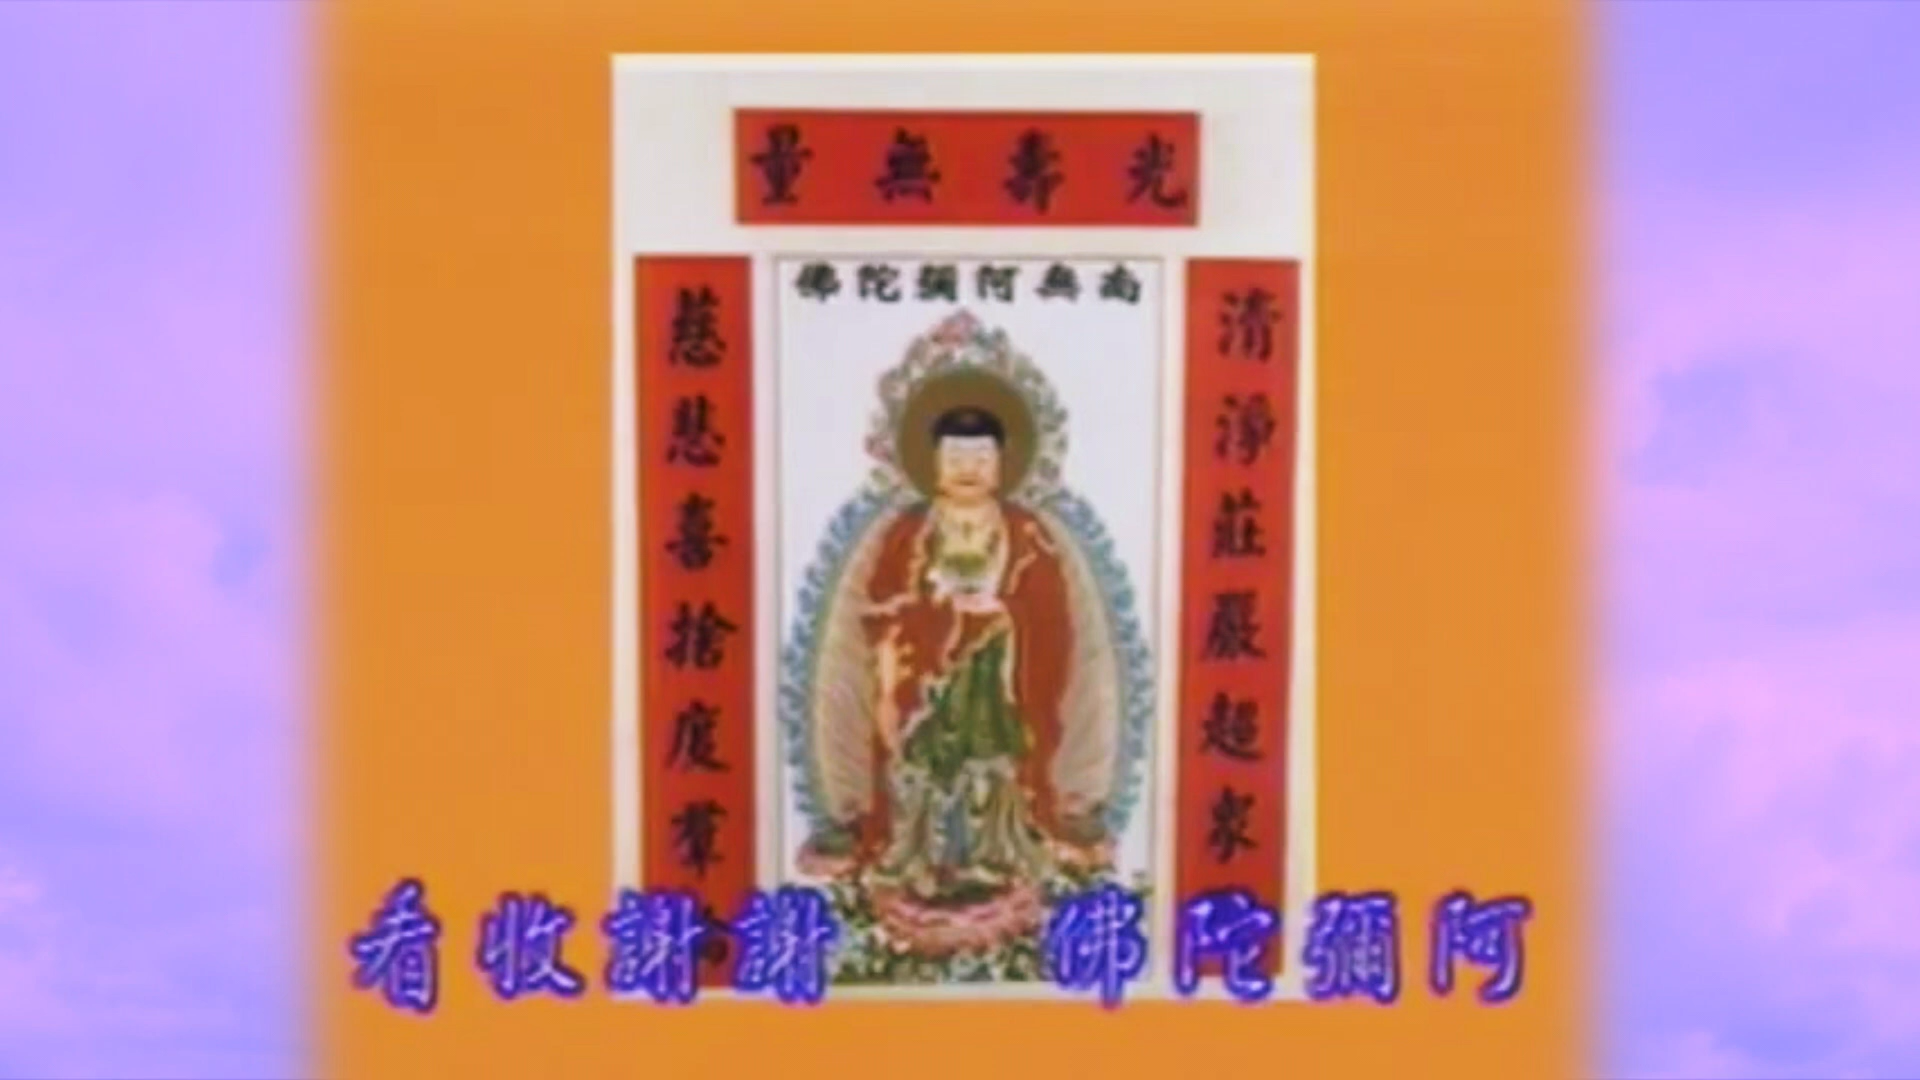 光壽無量
南無阿彌陀佛
清淨莊嚴超衆
慈悲喜捨度羣
阿彌陀佛 謝謝收看